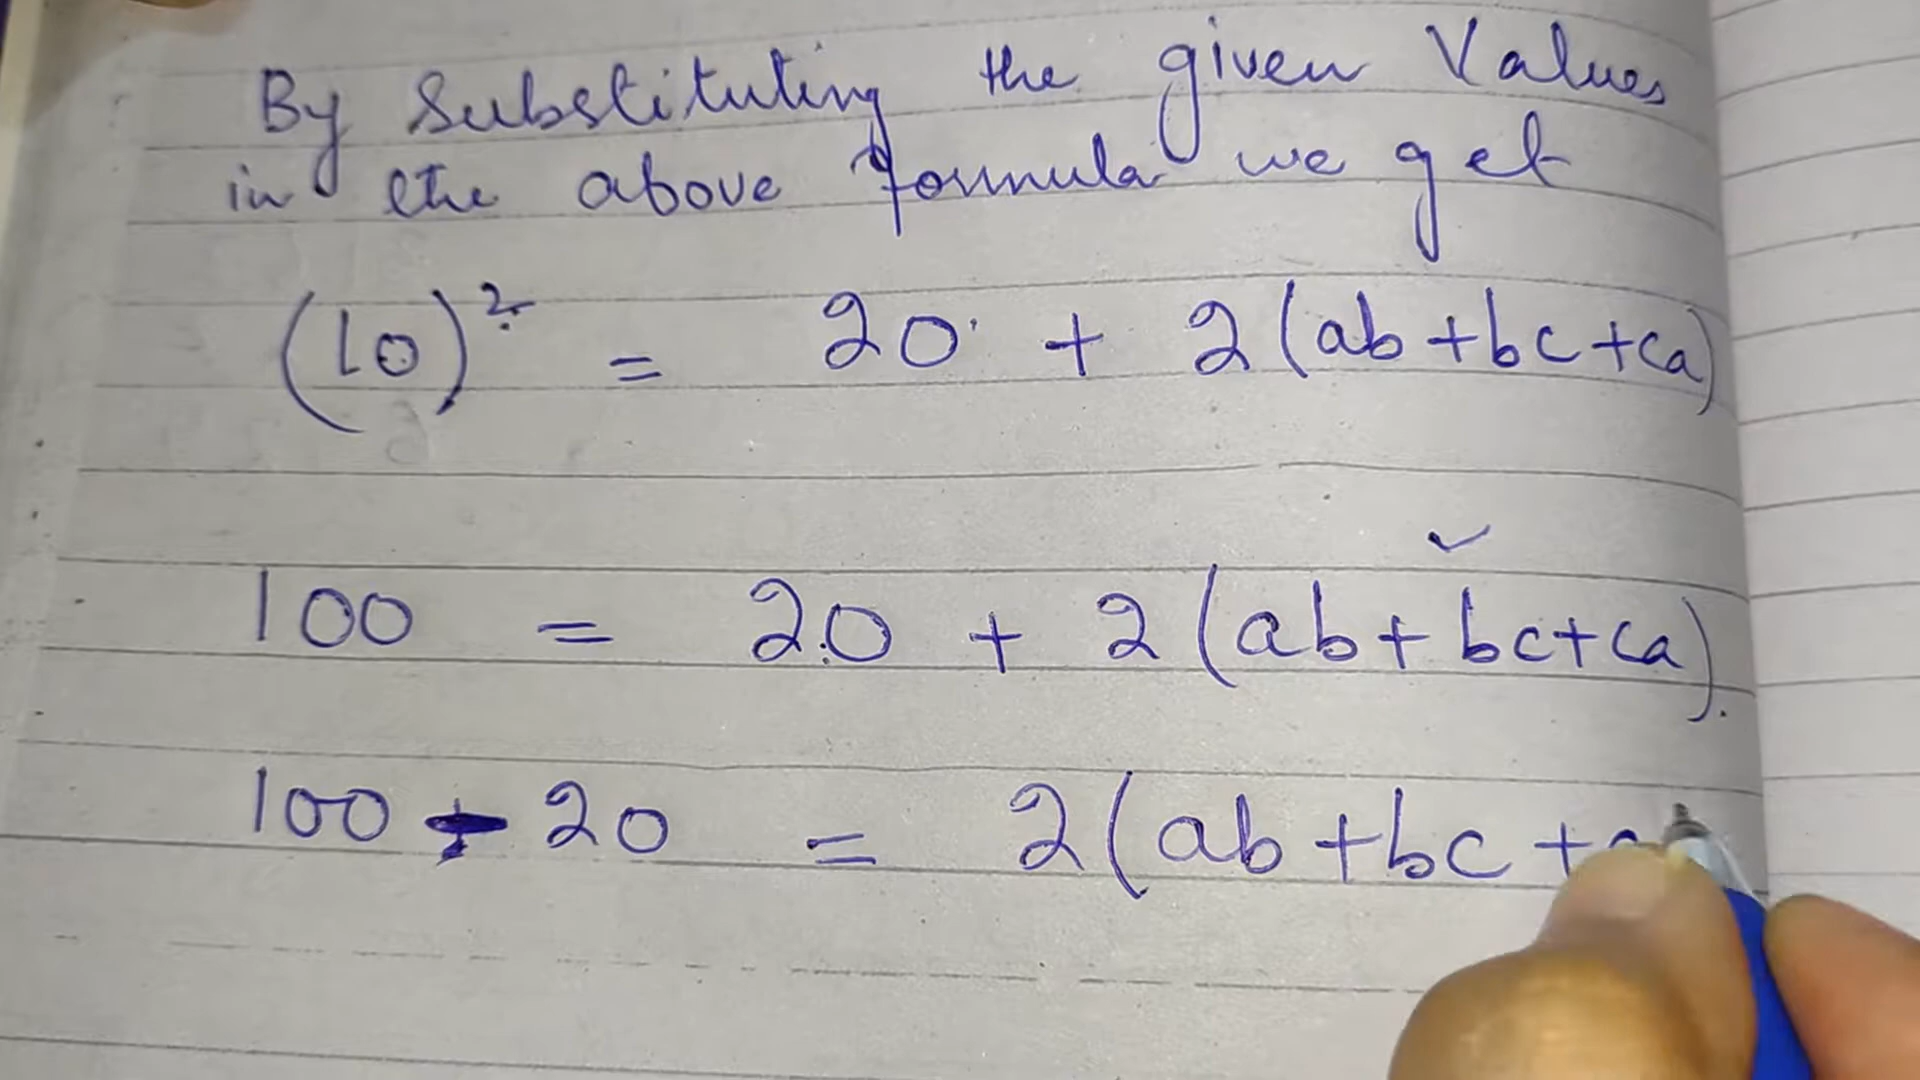 By Substituting the given Values
in the above formula we get
(10)² = 20 + 2(ab+bc+ca)
100 = 20 + 2(ab+bc+ca).
100 - 20 = 2(ab+bc+